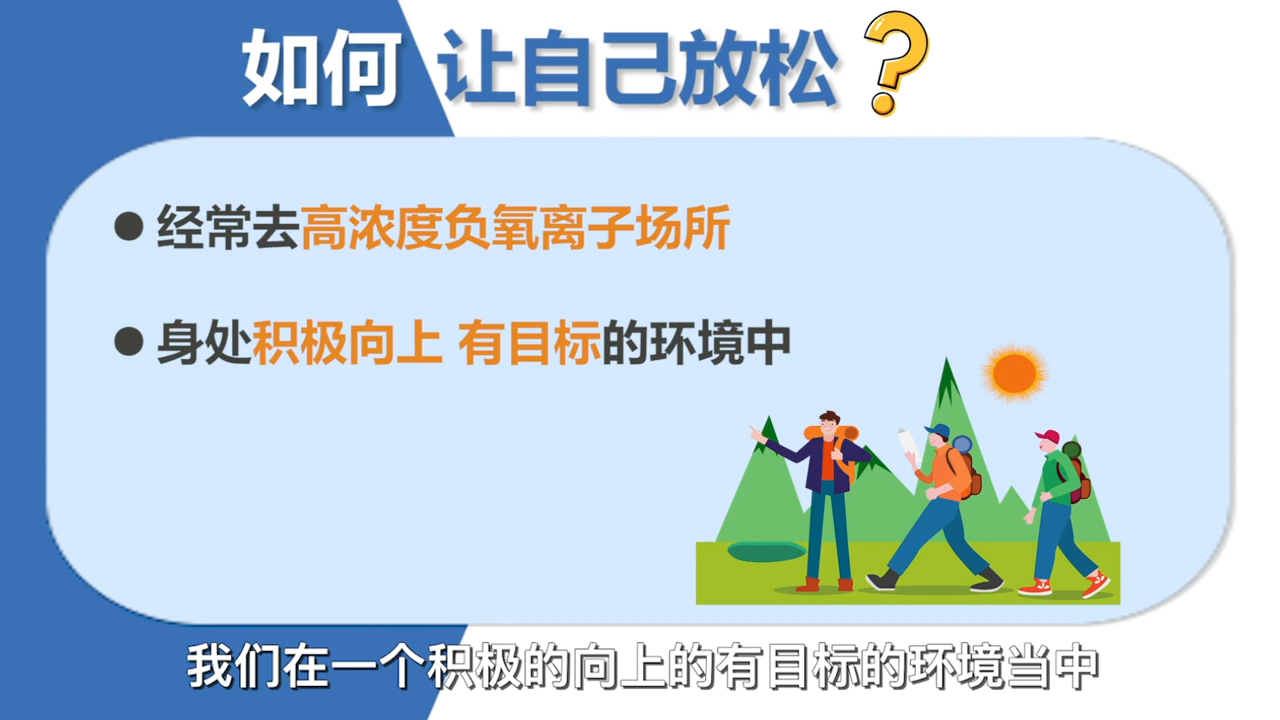 如何让自己放松?
● 经常去高浓度负氧离子场所
● 身处积极向上 有目标的环境中
我们在一个积极的向上的有目标的环境当中